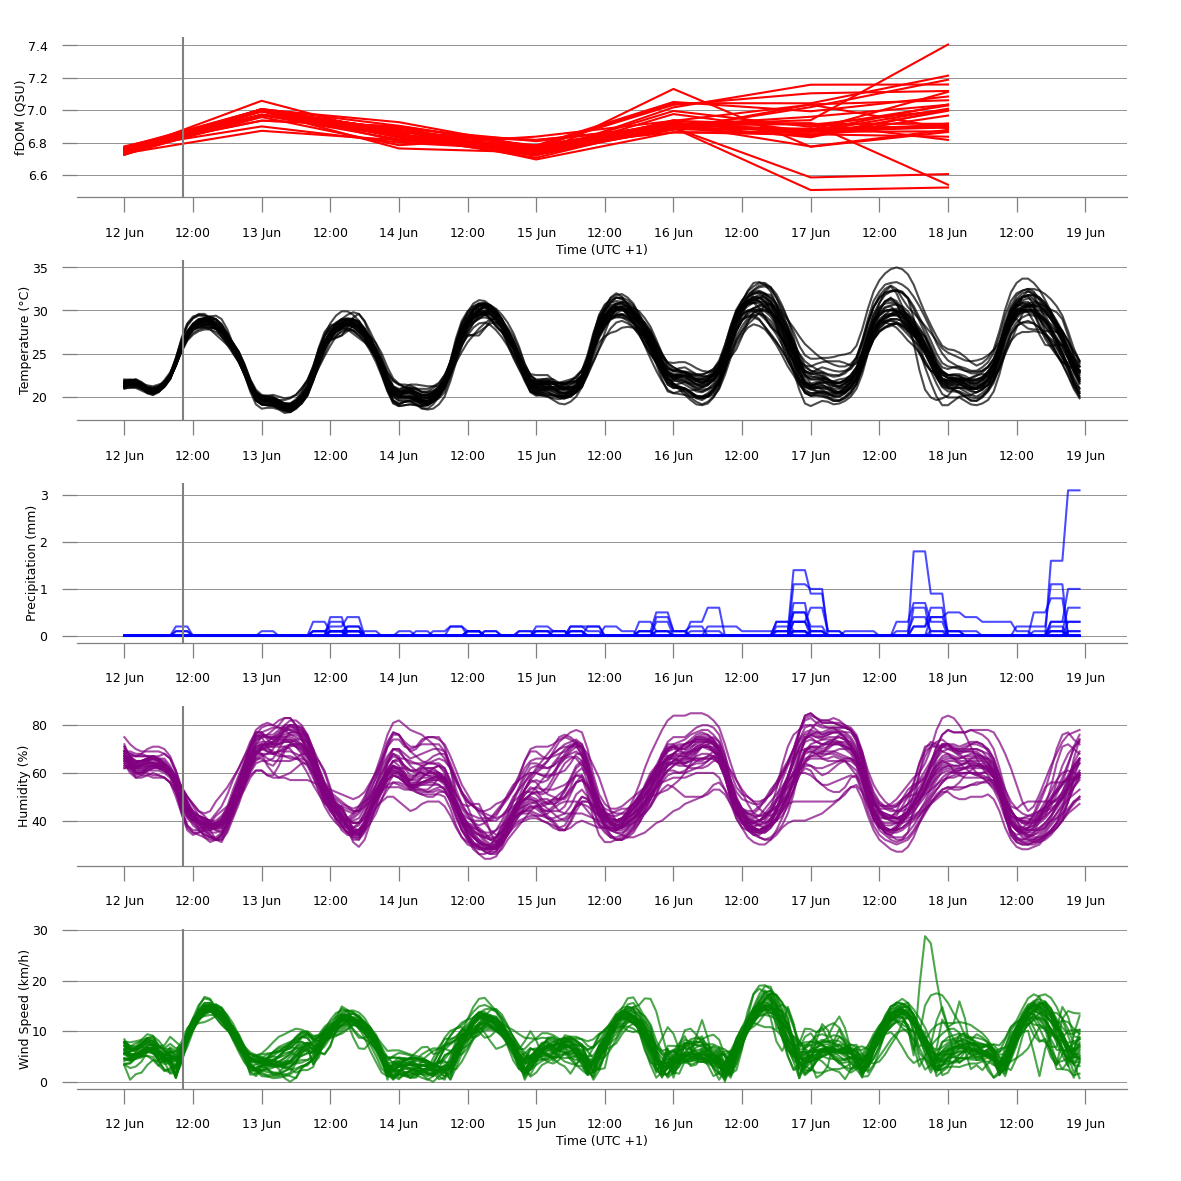 fDOM (QSU)
7.4
7.2
7.0
6.8
6.6
12 Jun 12:00 13 Jun 12:00 14 Jun 12:00 15 Jun 12:00 16 Jun 12:00 17 Jun 12:00 18 Jun 12:00 19 Jun
Time (UTC +1)
Temperature (°C)
35
30
25
20
12 Jun 12:00 13 Jun 12:00 14 Jun 12:00 15 Jun 12:00 16 Jun 12:00 17 Jun 12:00 18 Jun 12:00 19 Jun
Precipitation (mm)
3
2
1
0
12 Jun 12:00 13 Jun 12:00 14 Jun 12:00 15 Jun 12:00 16 Jun 12:00 17 Jun 12:00 18 Jun 12:00 19 Jun
Humidity (%)
80
60
40
12 Jun 12:00 13 Jun 12:00 14 Jun 12:00 15 Jun 12:00 16 Jun 12:00 17 Jun 12:00 18 Jun 12:00 19 Jun
Wind Speed (km/h)
30
20
10
0
12 Jun 12:00 13 Jun 12:00 14 Jun 12:00 15 Jun 12:00 16 Jun 12:00 17 Jun 12:00 18 Jun 12:00 19 Jun
Time (UTC +1)